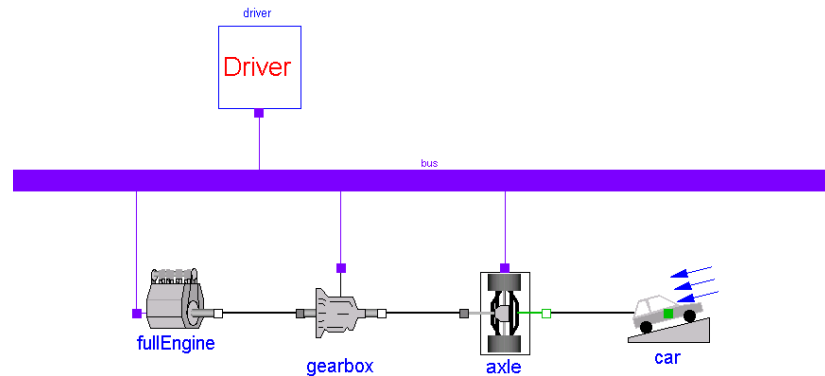 driver
Driver
bus
fullEngine
gearbox
axle
car